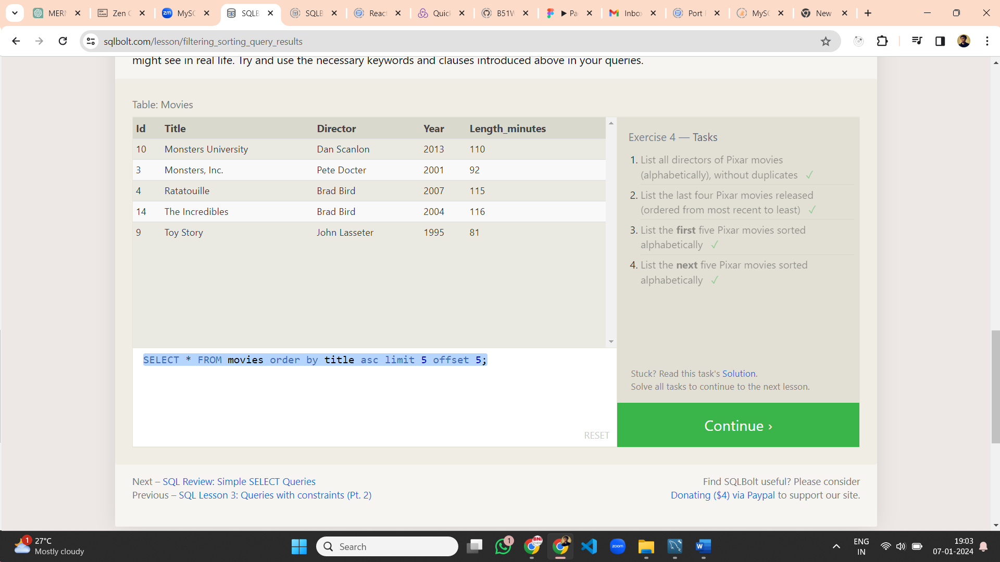 MERN
Zen C
zm MySQ
SQLB
SQLB
React
Quick
B51W
Pa
Inbox
Port
MySQ
New
sqlbolt.com/lesson/filtering_sorting_query_results
might see in real life. Try and use the necessary keywords and clauses introduced above in your queries.
Table: Movies
Id Title Director Year Length_minutes
10 Monsters University Dan Scanlon 2013 110
3 Monsters, Inc. Pete Docter 2001 92
4 Ratatouille Brad Bird 2007 115
14 The Incredibles Brad Bird 2004 116
9 Toy Story John Lasseter 1995 81
SELECT * FROM movies order by title asc limit 5 offset 5;
RESET
Exercise 4 — Tasks
1. List all directors of Pixar movies
(alphabetically), without duplicates ✓
2. List the last four Pixar movies released
(ordered from most recent to least) ✓
3. List the first five Pixar movies sorted
alphabetically ✓
4. List the next five Pixar movies sorted
alphabetically ✓
Stuck? Read this task's Solution.
Solve all tasks to continue to the next lesson.
Continue ›
Next – SQL Review: Simple SELECT Queries
Previous – SQL Lesson 3: Queries with constraints (Pt. 2)
Find SQLBolt useful? Please consider
Donating ($4) via Paypal to support our site.
1
27°C
Mostly cloudy
Search
1
zoom
W
ENG
IN
19:03
07-01-2024